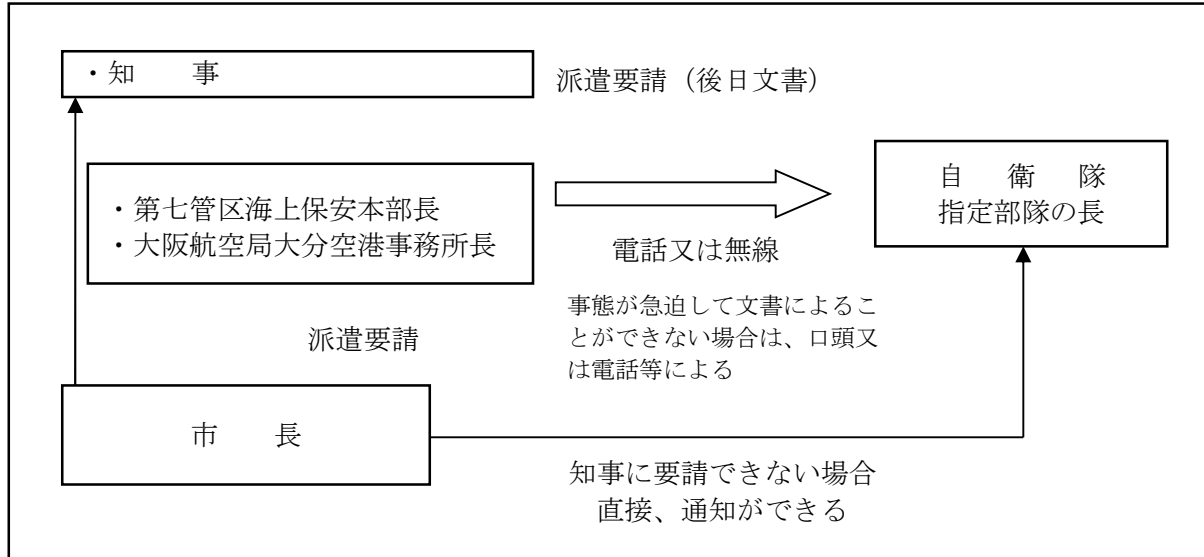 ・知　　事
派遣要請（後日文書）
・第七管区海上保安本部長
・大阪航空局大分空港事務所長
自　衛　隊
指定部隊の長
電話又は無線
事態が急迫して文書によるこ
とができない場合は、口頭又
は電話等による
派遣要請
市　　長
知事に要請できない場合
直接、通知ができる